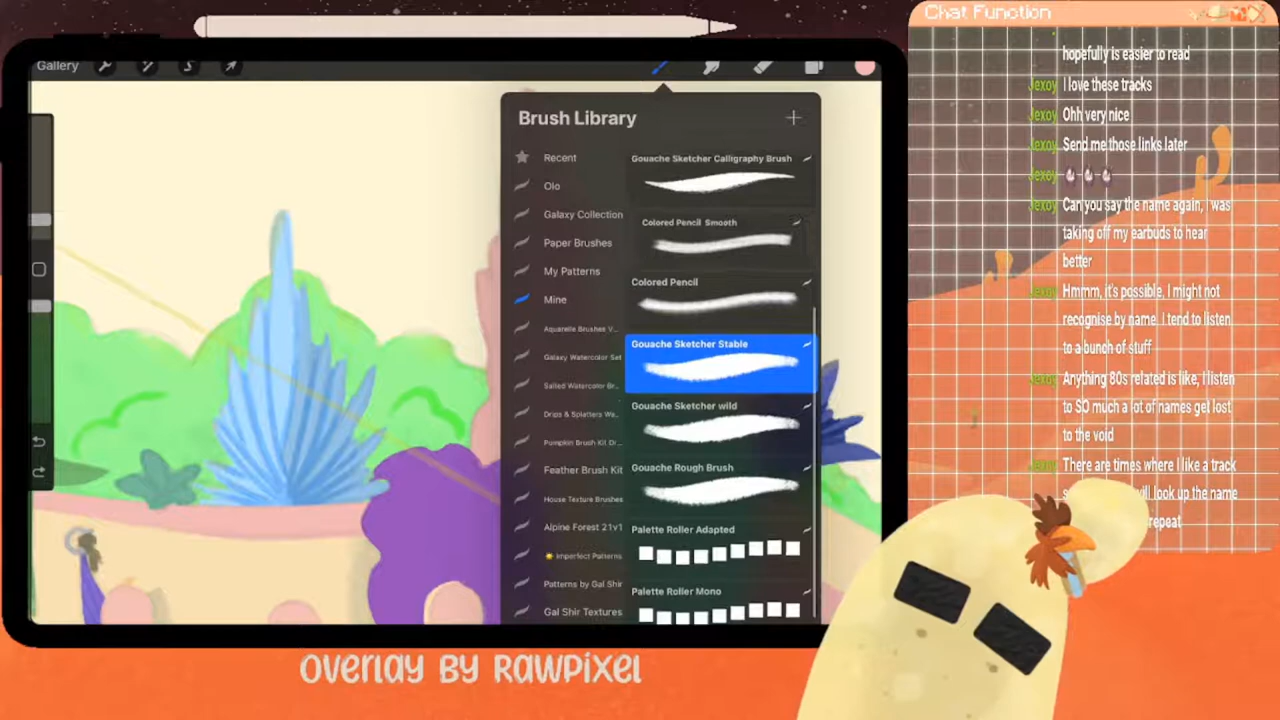 Chat Function
Gallery
Brush Library
Recent
Olo
Galaxy Collection
Paper Brushes
My Patterns
Mine
Aquarelle Brushes V...
Galaxy Watercolor Set
Salted Watercolor Br...
Drips & Splatters Wa...
Pumpkin Brush Kit Di...
Feather Brush Kit
House Texture Brushes
Alpine Forest 21v1
Imperfect Patterns
Patterns by Gal Shir
Gal Shir Textures
Gouache Sketcher Calligraphy Brush
Colored Pencil Smooth
Colored Pencil
Gouache Sketcher Stable
Gouache Sketcher wild
Gouache Rough Brush
Palette Roller Adapted
Palette Roller Mono
hopefully is easier to read
Jexoy I love these tracks
Jexoy Ohh very nice
Jexoy Send me those links later
Jexoy
Jexoy Can you say the name again, i was
taking off my earbuds to hear
better
Jexoy Hmmm, it's possible, I might not
recognise by name. I tend to listen
to a bunch of stuff
Jexoy Anything 80s related is like, I listen
to SO much a lot of names get lost
to the void
Jexoy There are times where I like a track
will look up the name
repeat
OVERLAY BY RAWPIXEL